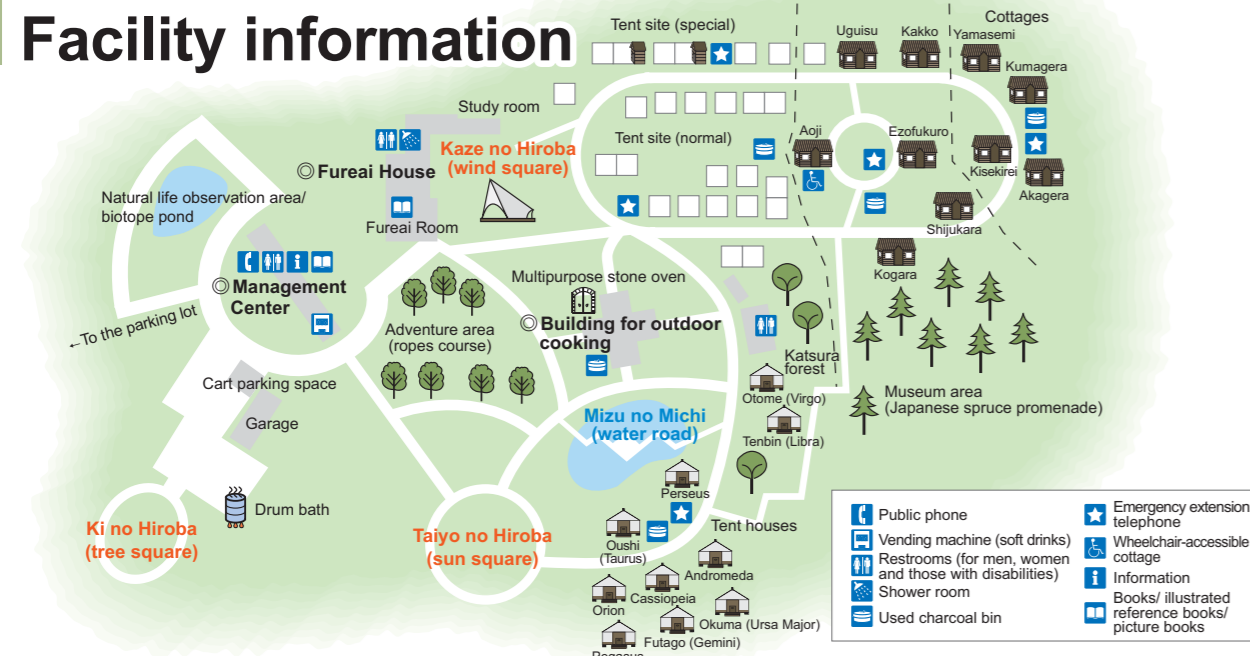 Facility information
Tent site (special)
Uguisu
Kakko
Cottages
Yamasemi
Kumagera
Study room
Kaze no Hiroba
(wind square)
Tent site (normal)
Aoji
Ezofukuro
Kisekirei
Akagera
Shijukara
Kogara
◎ Fureai House
Fureai Room
Natural life observation area/
biotope pond
◎ Management
Center
←To the parking lot
Multipurpose stone oven
◎ Building for outdoor
cooking
Adventure area
(ropes course)
Katsura
forest
Otome (Virgo)
Tenbin (Libra)
Museum area
(Japanese spruce promenade)
Cart parking space
Garage
Mizu no Michi
(water road)
Drum bath
Ki no Hiroba
(tree square)
Taiyo no Hiroba
(sun square)
Perseus
Tent houses
Oushi
(Taurus)
Andromeda
Cassiopeia
Orion
Okuma (Ursa Major)
Futago (Gemini)
Pegasus
Public phone
Vending machine (soft drinks)
Restrooms (for men, women
and those with disabilities)
Shower room
Used charcoal bin
Emergency extension
telephone
Wheelchair-accessible
cottage
Information
Books/ illustrated
reference books/
picture books